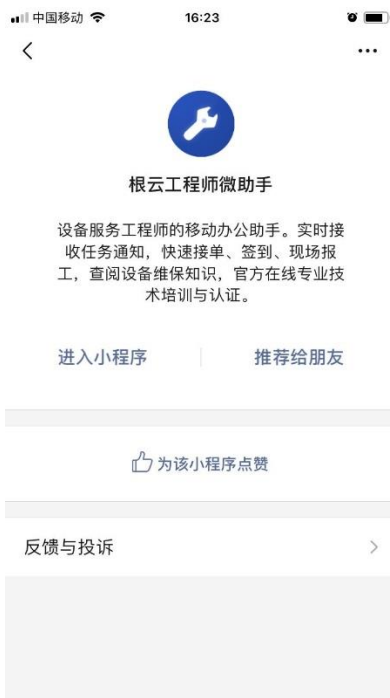 中国移动
16:23
根云工程师微助手
设备服务工程师的移动办公助手。实时接
收任务通知，快速接单、签到、现场报
工，查阅设备维保知识，官方在线专业技
术培训与认证。
进入小程序 推荐给朋友
为该小程序点赞
反馈与投诉